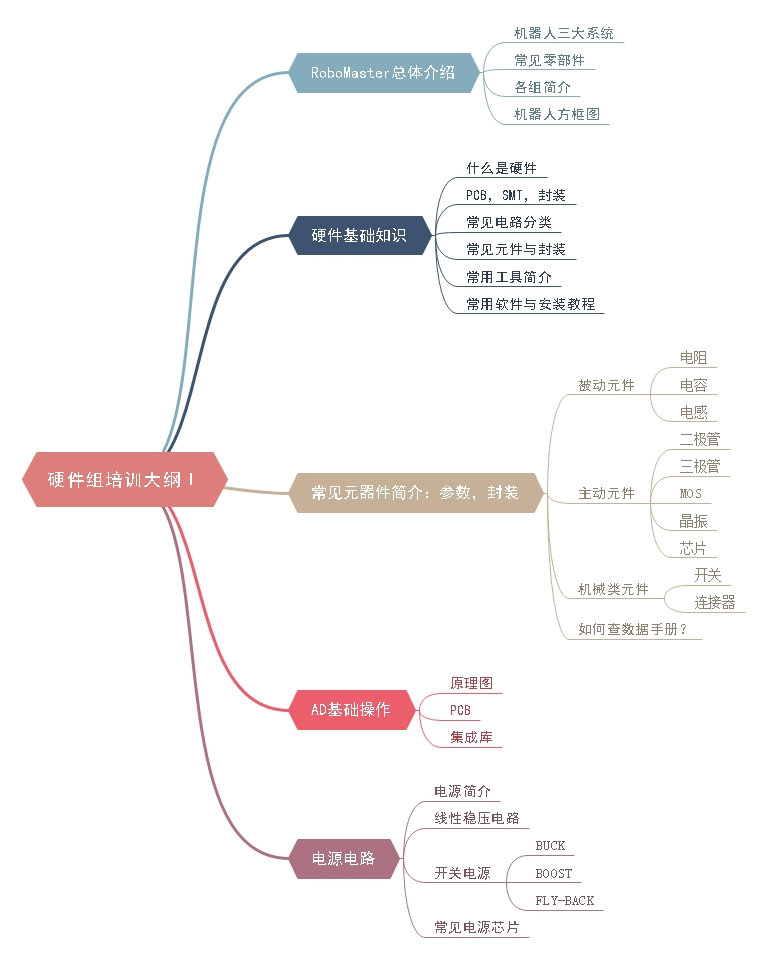 机器人三大系统
常见零部件
RoboMaster总体介绍
各组简介
机器人方框图
什么是硬件
PCB, SMT, 封装
常见电路分类
硬件基础知识
常见元件与封装
常用工具简介
常用软件与安装教程
电阻
被动元件
电容
电感
二极管
三极管
硬件组培训大纲Ⅰ
常见元器件简介: 参数, 封装
主动元件
MOS
晶振
芯片
开关
机械类元件
连接器
如何查数据手册?
原理图
AD基础操作
PCB
集成库
电源简介
线性稳压电路
BUCK
电源电路
开关电源
BOOST
FLY-BACK
常见电源芯片